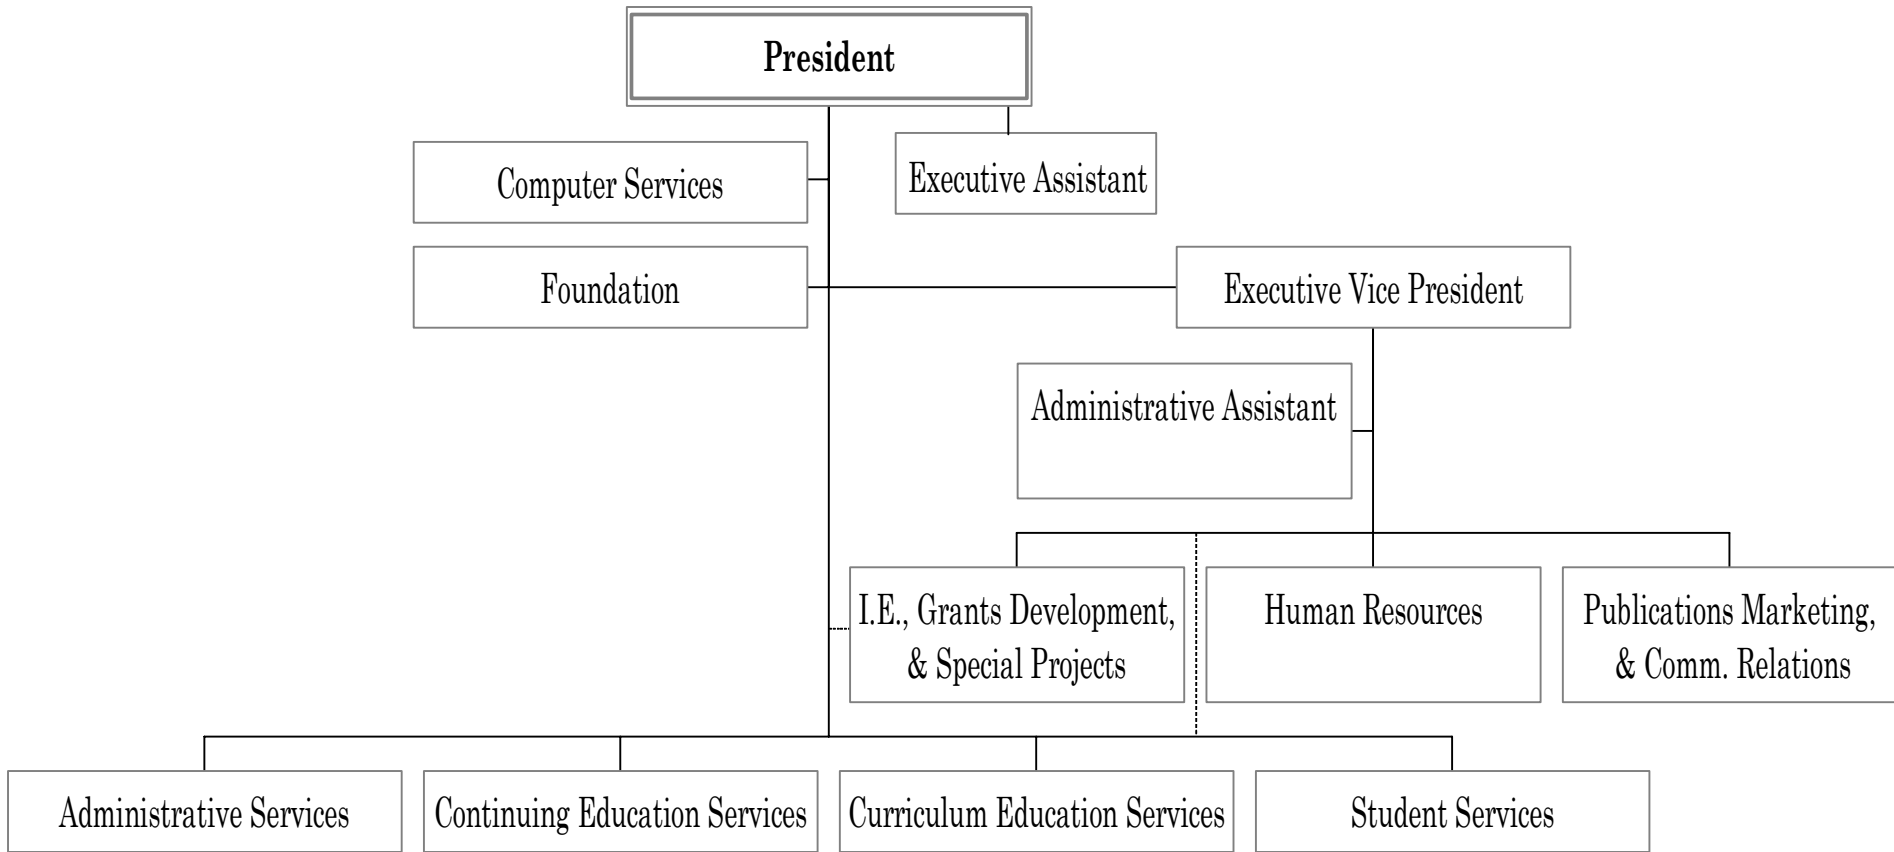 President
Computer Services
Executive Assistant
Foundation
Executive Vice President
Administrative Assistant
I.E., Grants Development,
& Special Projects
Human Resources
Publications Marketing,
& Comm. Relations
Administrative Services
Continuing Education Services
Curriculum Education Services
Student Services